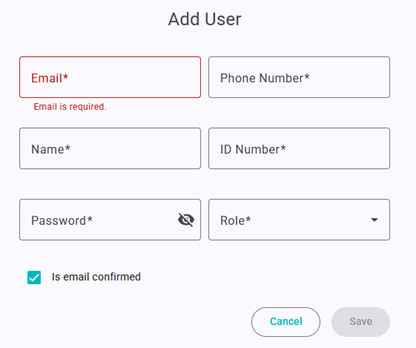 Add User
Email*
Phone Number*
Email is required.
Name*
ID Number*
Password*
Role*
Is email confirmed
Cancel
Save